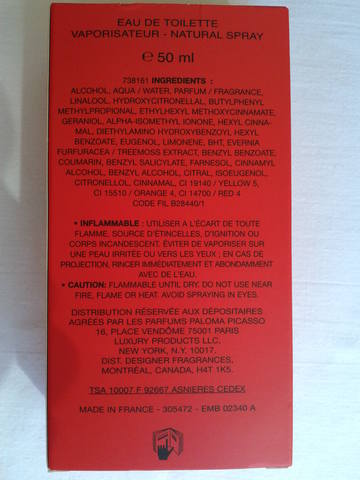 EAU DE TOILETTE
VAPORISATEUR - NATURAL SPRAY
℮ 50 ml
738161 INGREDIENTS :
ALCOHOL, AQUA / WATER, PARFUM / FRAGRANCE,
LINALOOL, HYDROXYCITRONELLAL, BUTYLPHENYL
METHYLPROPIONAL, ETHYLHEXYL METHOXYCINNAMATE,
GERANIOL, ALPHA-ISOMETHYL IONONE, HEXYL CINNA-
MAL, DIETHYLAMINO HYDROXYBENZOYL HEXYL
BENZOATE, EUGENOL, LIMONENE, BHT, EVERNIA
FURFURACEA / TREEMOSS EXTRACT, BENZYL BENZOATE,
COUMARIN, BENZYL SALICYLATE, FARNESOL, CINNAMYL
ALCOHOL, BENZYL ALCOHOL, CITRAL, ISOEUGENOL,
CITRONELLOL, CINNAMAL, CI 19140 / YELLOW 5,
CI 15510 / ORANGE 4, CI 14700 / RED 4
CODE FIL B28440/1
• INFLAMMABLE : UTILISER A L'ÉCART DE TOUTE
FLAMME, SOURCE D'ÉTINCELLES, D'IGNITION OU
CORPS INCANDESCENT. ÉVITER DE VAPORISER SUR
UNE PEAU IRRITÉE OU VERS LES YEUX ; EN CAS DE
PROJECTION, RINCER IMMÉDIATEMENT ET ABONDAMMENT
AVEC DE L'EAU.
• CAUTION: FLAMMABLE UNTIL DRY. DO NOT USE NEAR
FIRE, FLAME OR HEAT. AVOID SPRAYING IN EYES.
DISTRIBUTION RÉSERVÉE AUX DÉPOSITAIRES
AGRÉÉS PAR LES PARFUMS PALOMA PICASSO
16, PLACE VENDÔME 75001 PARIS
LUXURY PRODUCTS LLC.
NEW YORK, N.Y. 10017.
DIST. DESIGNER FRAGRANCES,
MONTRÉAL, CANADA, H4T 1K5.
TSA 10007-F 92667 ASNIERES CEDEX
MADE IN FRANCE - 305472 - EMB 02340 A